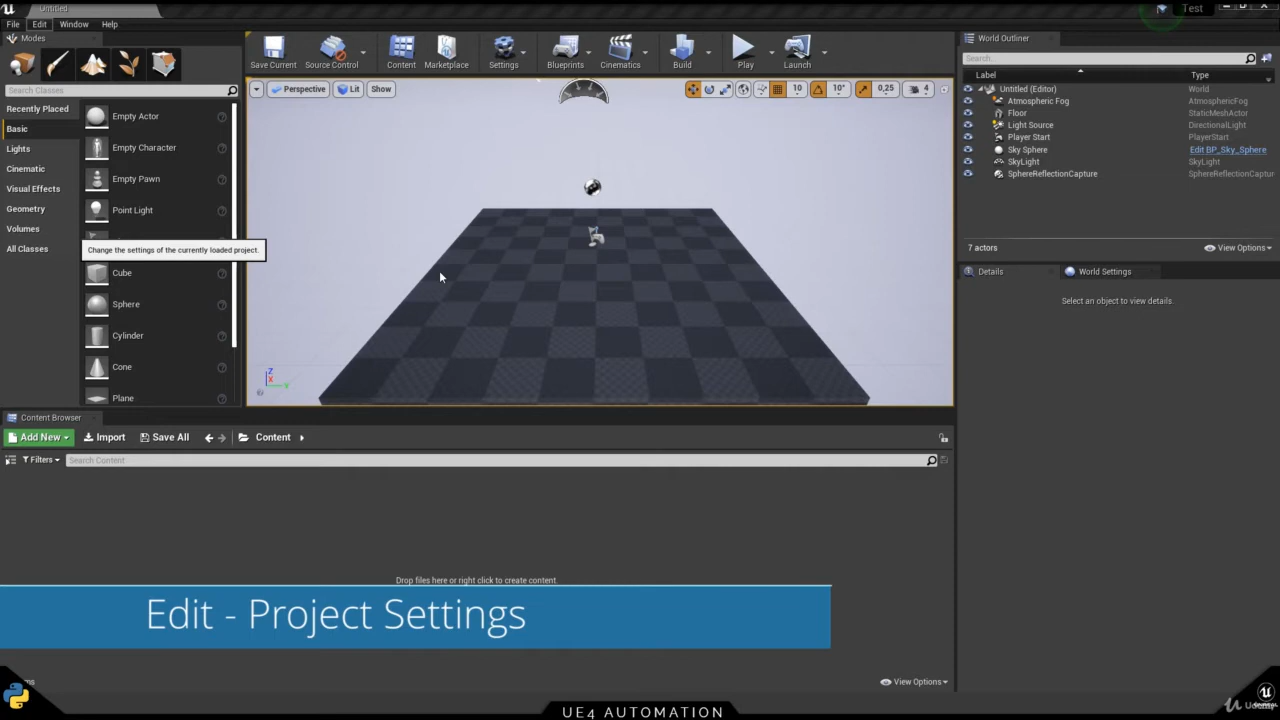 Untitled
Test
File Edit Window Help
Modes
World Outliner
Save Current Source Control Content Marketplace Settings Blueprints Cinematics Build Play Launch
Search Classes
Search...
Perspective Lit Show 10 10° 0,25 4
Label Type
Untitled (Editor) World
Atmospheric Fog AtmosphericFog
Floor StaticMeshActor
Light Source DirectionalLight
Player Start PlayerStart
Sky Sphere Edit BP_Sky_Sphere
SkyLight SkyLight
SphereReflectionCapture SphereReflectionCaptur
Recently Placed
Basic
Lights
Cinematic
Visual Effects
Geometry
Volumes
All Classes
Empty Actor
Empty Character
Empty Pawn
Point Light
Change the settings of the currently loaded project.
Cube
Sphere
Cylinder
Cone
Plane
Z
X
Y
7 actors View Options
Details World Settings
Select an object to view details.
Content Browser
Add New Import Save All Content
Filters Search Content
Drop files here or right click to create content.
Edit - Project Settings
View Options
UE4 AUTOMATION